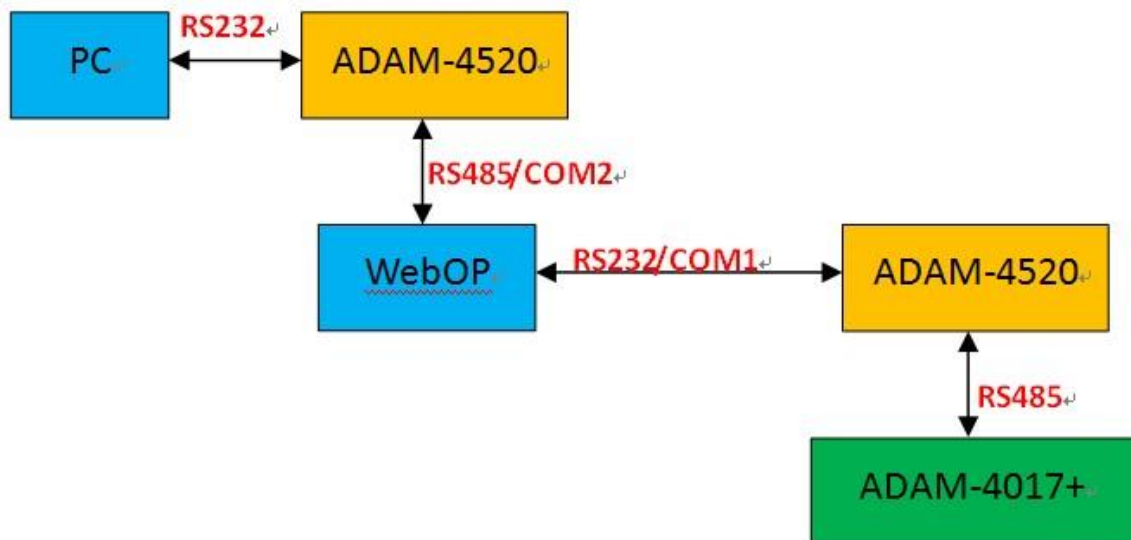 RS232
PC
ADAM-4520
RS485/COM2
WebOP
RS232/COM1
ADAM-4520
RS485
ADAM-4017+